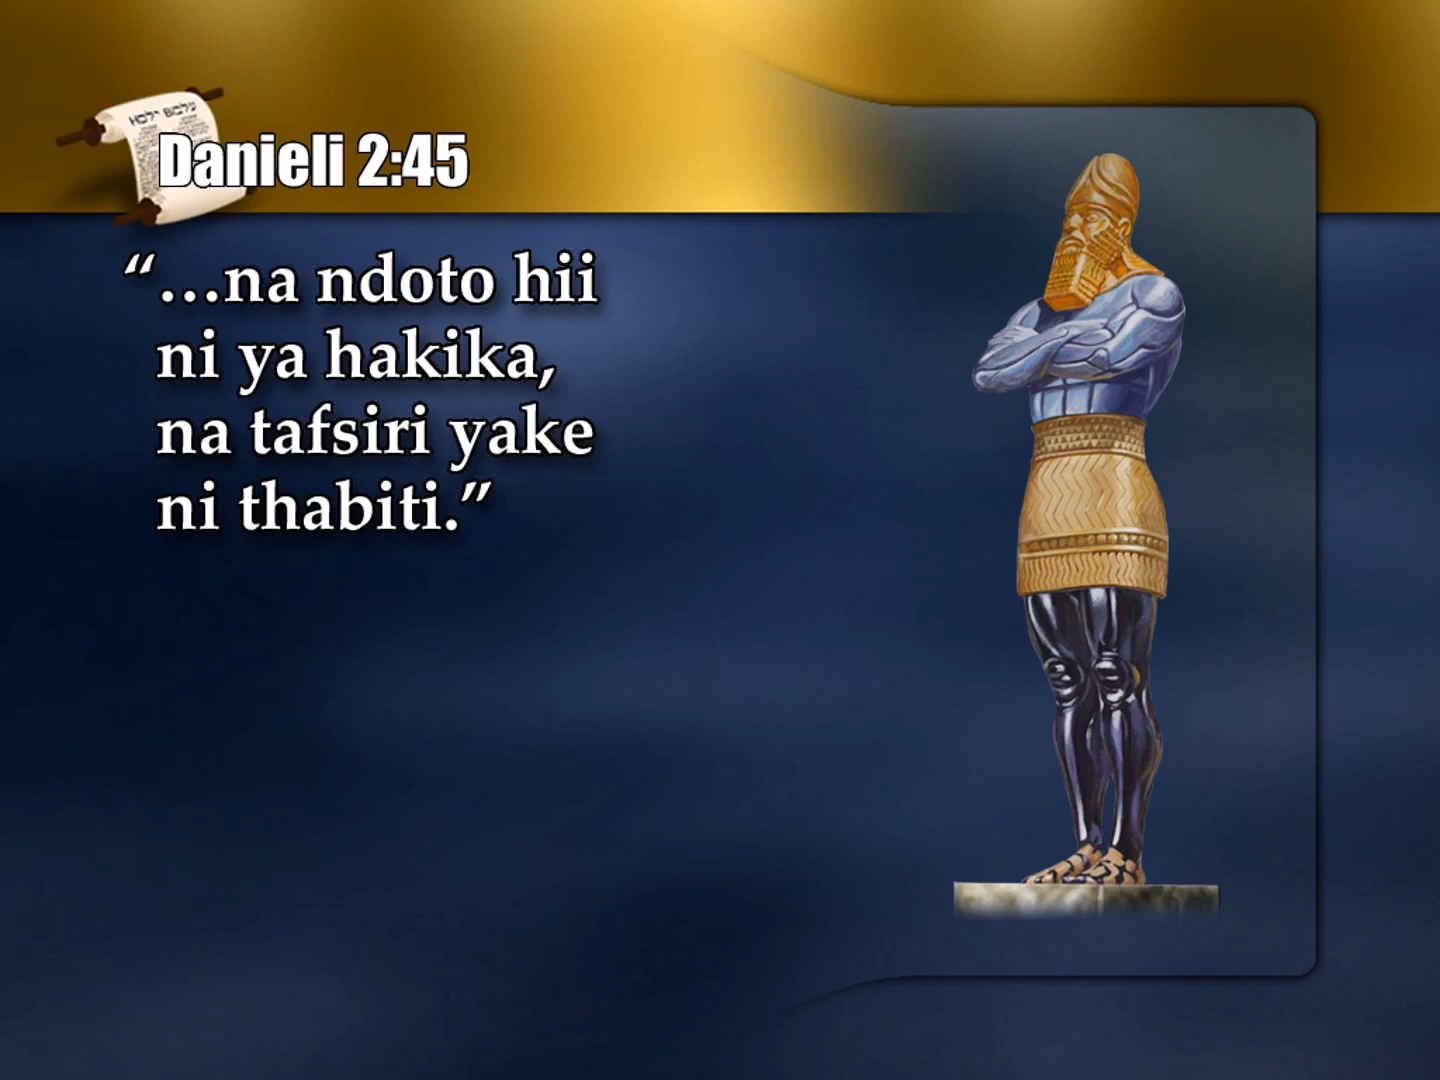 Danieli 2:45
“…na ndoto hii
ni ya hakika,
na tafsiri yake
ni thabiti.”